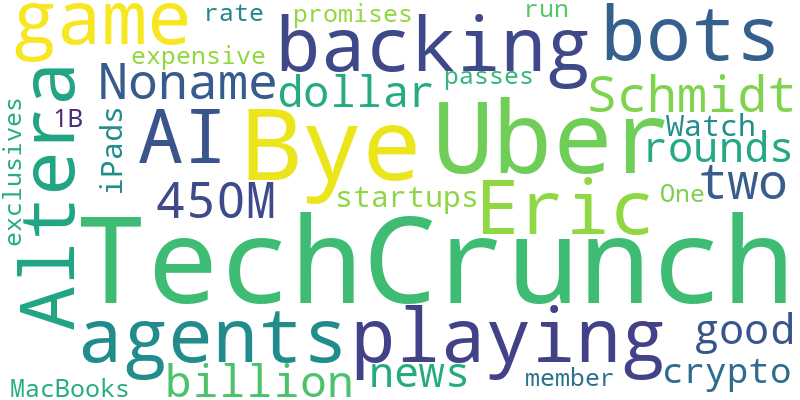 game
rate
promises
run
backing
bots
expensive
Noname
dollar
passes
Schmidt
Altera
1B
iPads
AI
Bye
Uber
Watch
rounds
exclusives
450M
startups
Eric
One
two
TechCrunch
agents
playing
good
billion
news
member
crypto
MacBooks